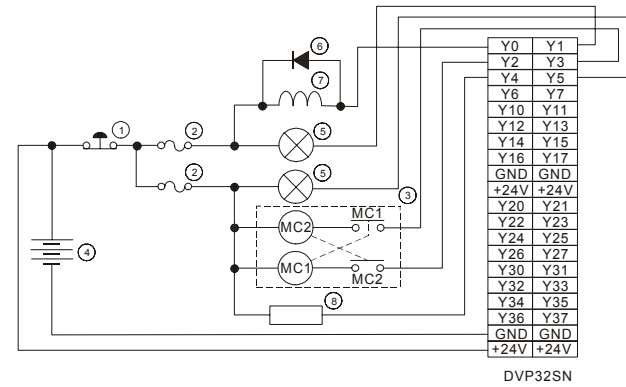 6
7
1
2
5
2
5
3
MC1
MC2
MC1
MC2
4
8
Y0 Y1
Y2 Y3
Y4 Y5
Y6 Y7
Y10 Y11
Y12 Y13
Y14 Y15
Y16 Y17
GND GND
+24V +24V
Y20 Y21
Y22 Y23
Y24 Y25
Y26 Y27
Y30 Y31
Y32 Y33
Y34 Y35
Y36 Y37
GND GND
+24V +24V
DVP32SN